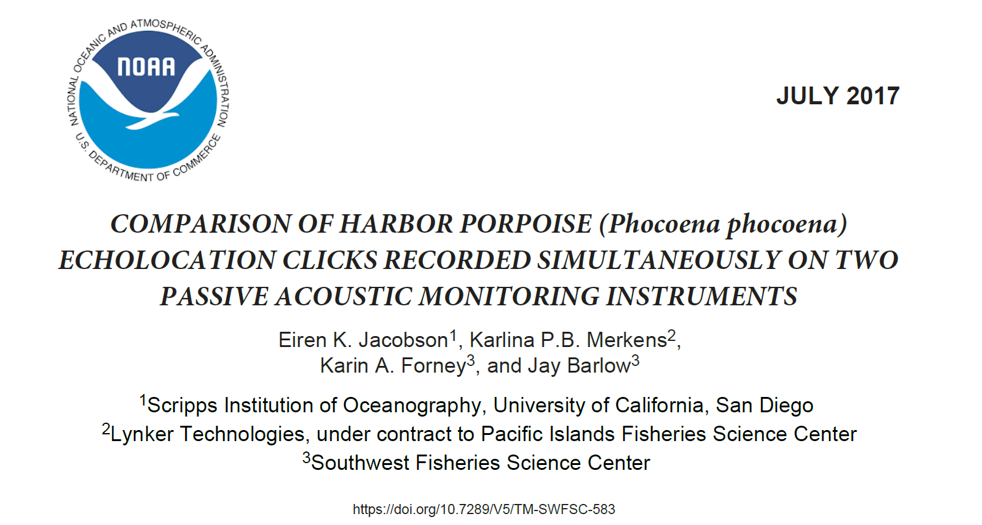 NATIONAL OCEANIC AND ATMOSPHERIC ADMINISTRATION
U.S. DEPARTMENT OF COMMERCE
NOAA
JULY 2017
COMPARISON OF HARBOR PORPOISE (Phocoena phocoena)
ECHOLOCATION CLICKS RECORDED SIMULTANEOUSLY ON TWO
PASSIVE ACOUSTIC MONITORING INSTRUMENTS
Eiren K. Jacobson¹, Karlina P.B. Merkens²,
Karin A. Forney³, and Jay Barlow³
¹Scripps Institution of Oceanography, University of California, San Diego
²Lynker Technologies, under contract to Pacific Islands Fisheries Science Center
³Southwest Fisheries Science Center
https://doi.org/10.7289/V5/TM-SWFSC-583